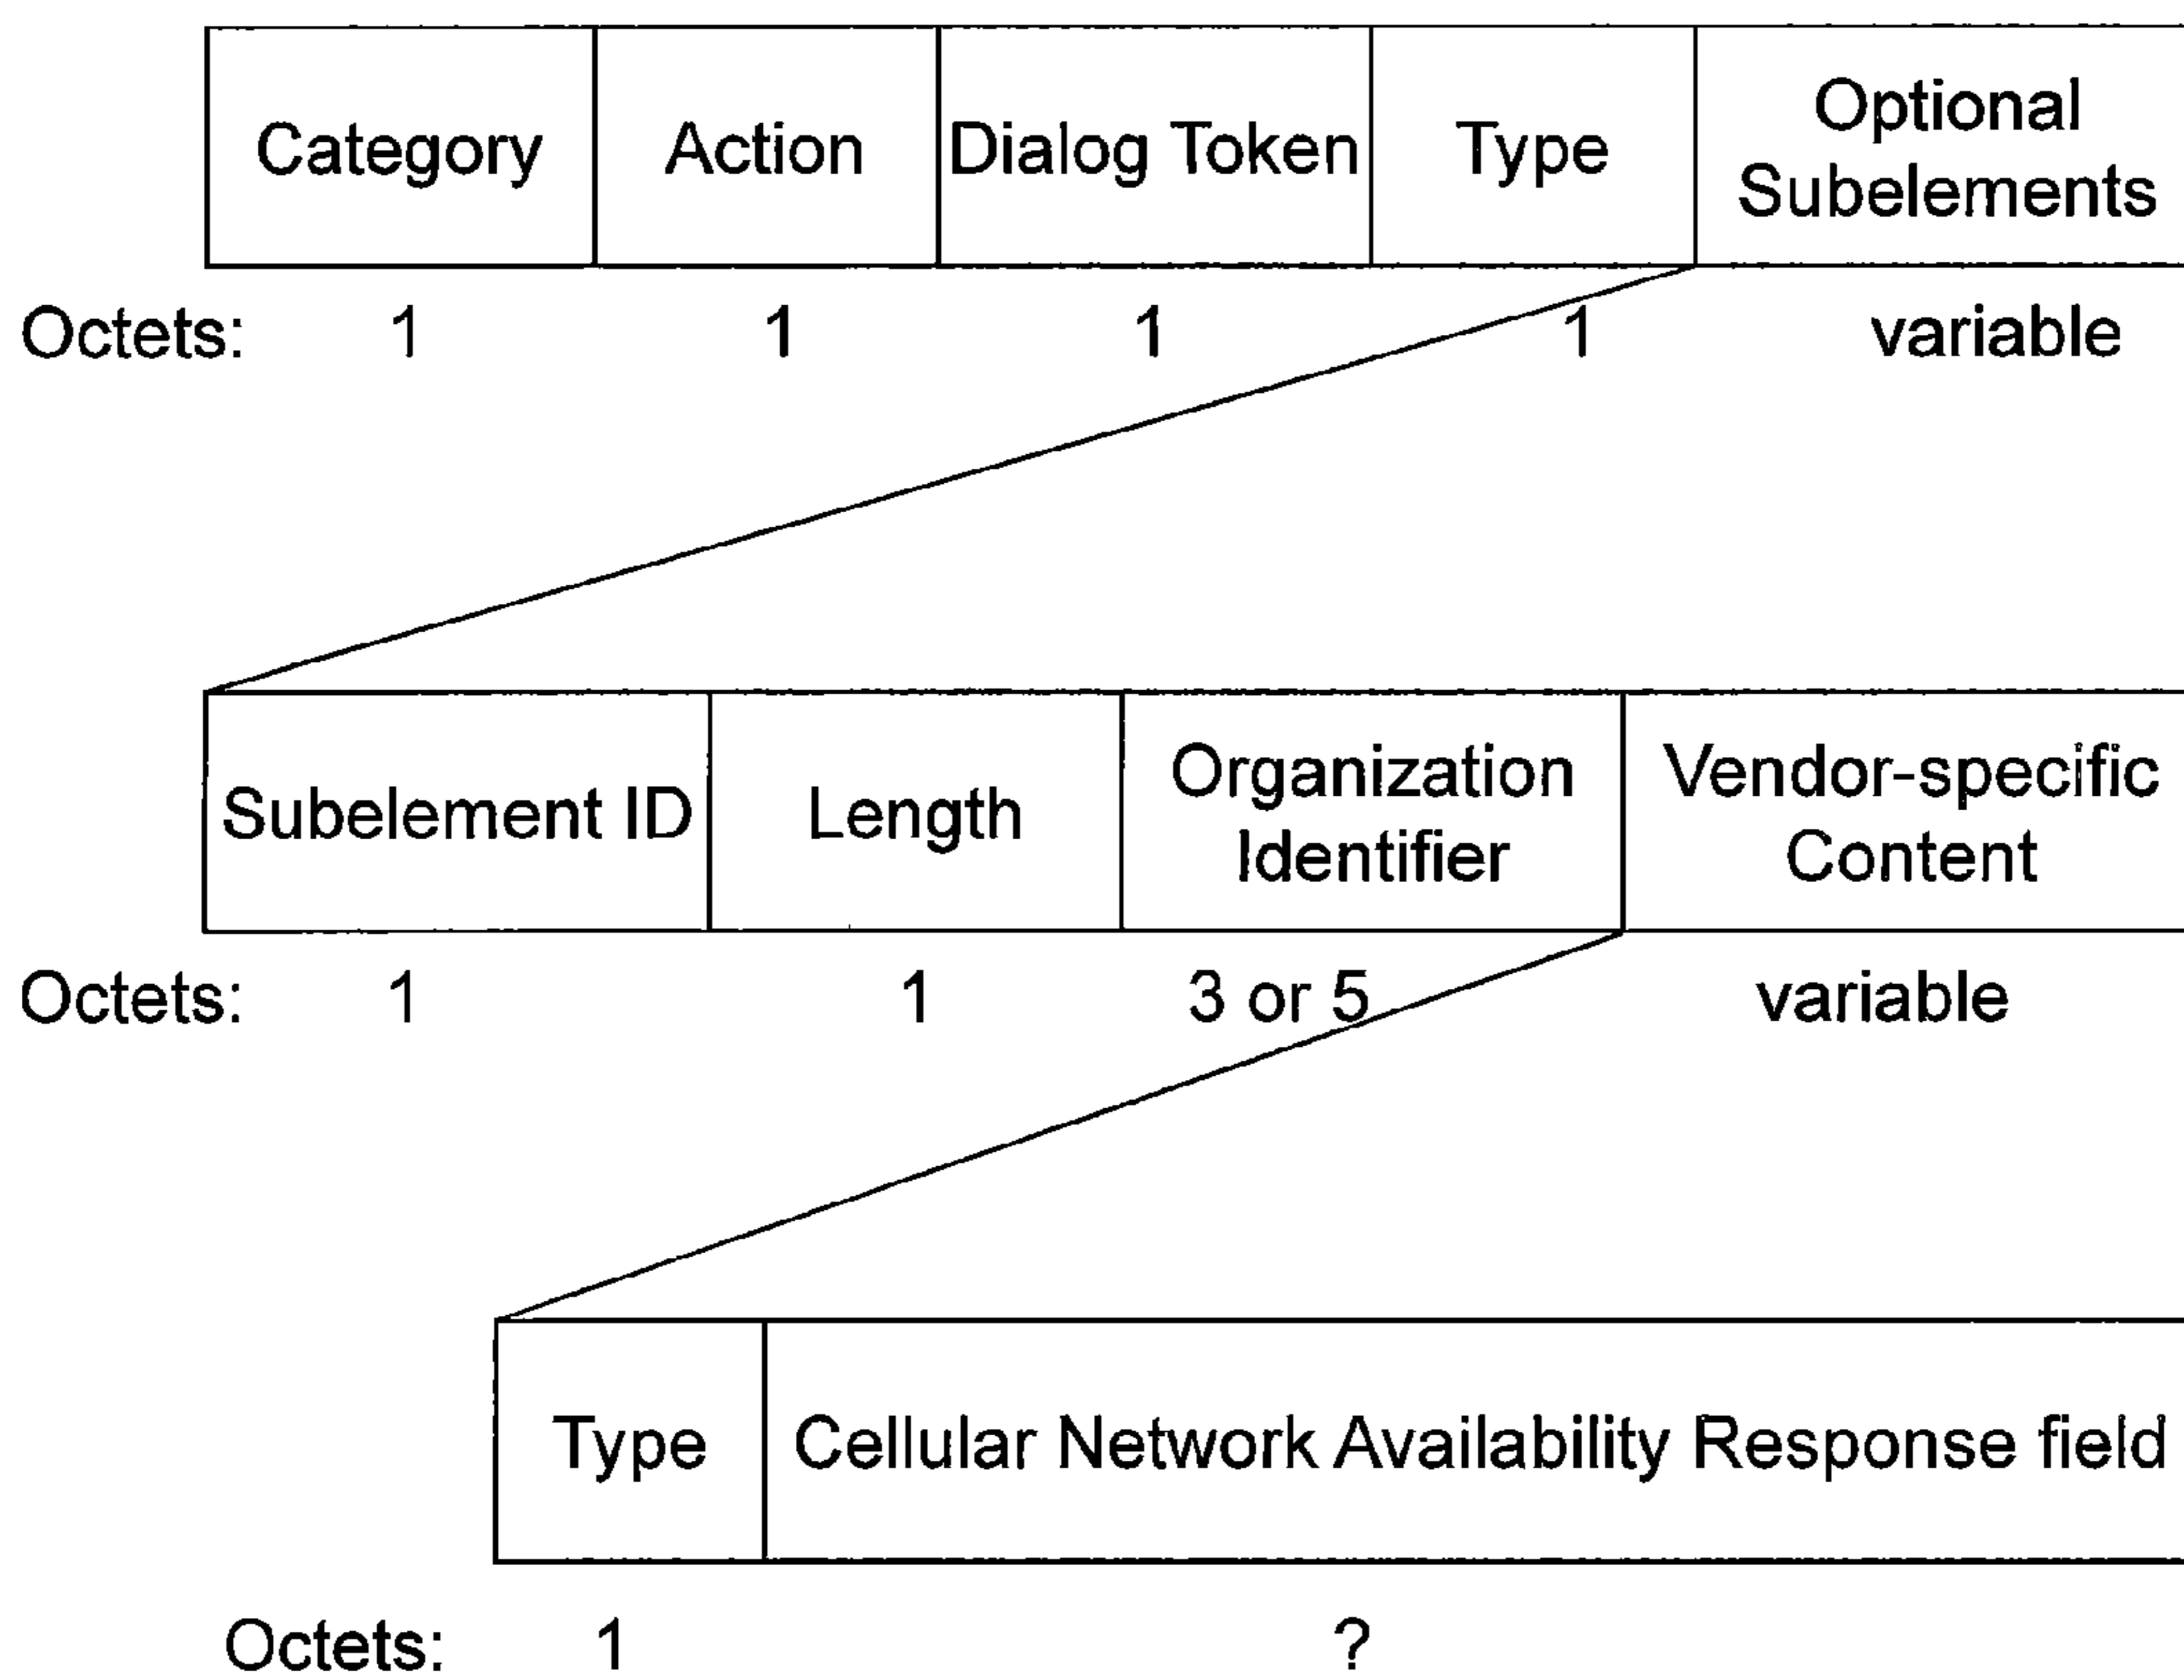 Category Action Dialog Token Type Optional Subelements
Octets: 1 1 1 1 variable
Subelement ID Length Organization Identifier Vendor-specific Content
Octets: 1 1 3 or 5 variable
Type Cellular Network Availability Response field
Octets: 1 ?